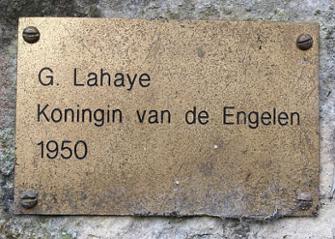 G. Lahaye
Koningin van de Engelen
1950